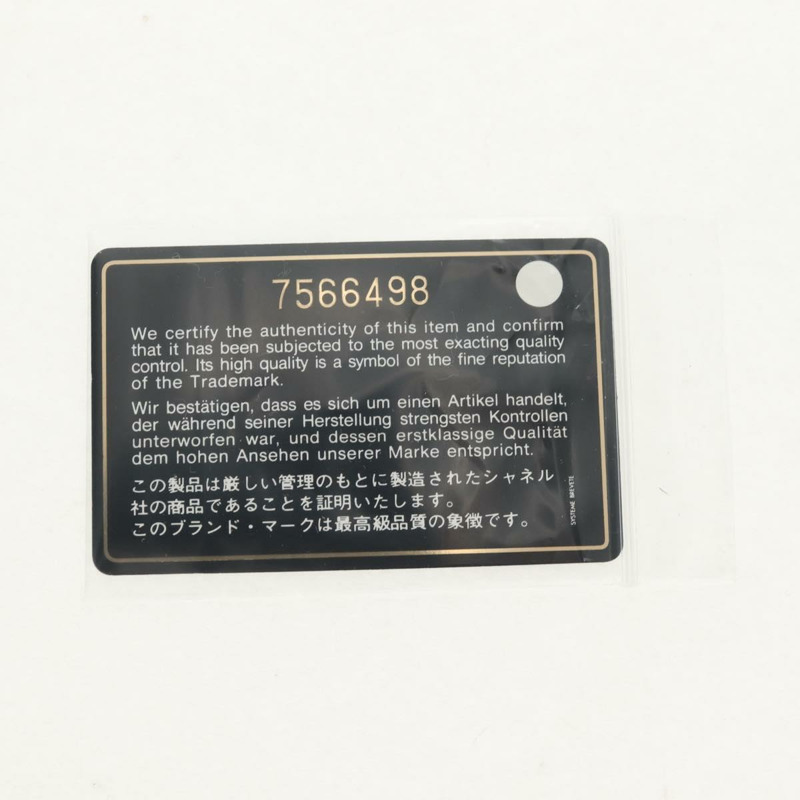 7566498
We certify the authenticity of this item and confirm
that it has been subjected to the most exacting quality
control. Its high quality is a symbol of the fine reputation
of the Trademark.
Wir bestätigen, dass es sich um einen Artikel handelt,
der während seiner Herstellung strengsten Kontrollen
unterworfen war, und dessen erstklassige Qualität
dem hohen Ansehen unserer Marke entspricht.
この製品は厳しい管理のもとに製造されたシャネル
社の商品であることを証明いたします。
このブランド・マークは最高級品質の象徴です。
SYSTEME BREVETE